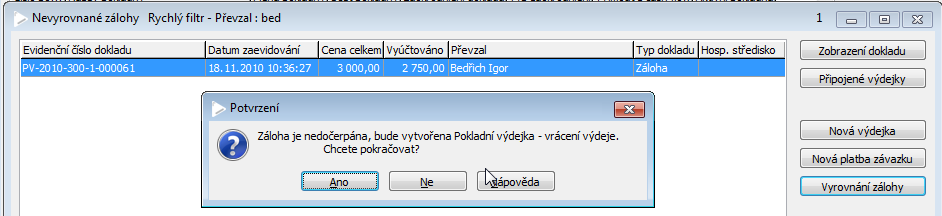 Nevyrovnané zálohy Rychlý filtr - Převzal : bed 1
Evidenční číslo dokladu Datum zaevidování Cena celkem Vyúčtováno Převzal Typ dokladu Hosp. středisko
PV-2010-300-1-000061 18.11.2010 10:36:27 3 000,00 2 750,00 Bedřich Igor Záloha
Zobrazení dokladu
Připojené výdejky
Potvrzení
Záloha je nedočerpána, bude vytvořena Pokladní výdejka - vrácení výdeje.
Chcete pokračovat?
Ano Ne Nápověda
Nová výdejka
Nová platba závazku
Vyrovnání zálohy